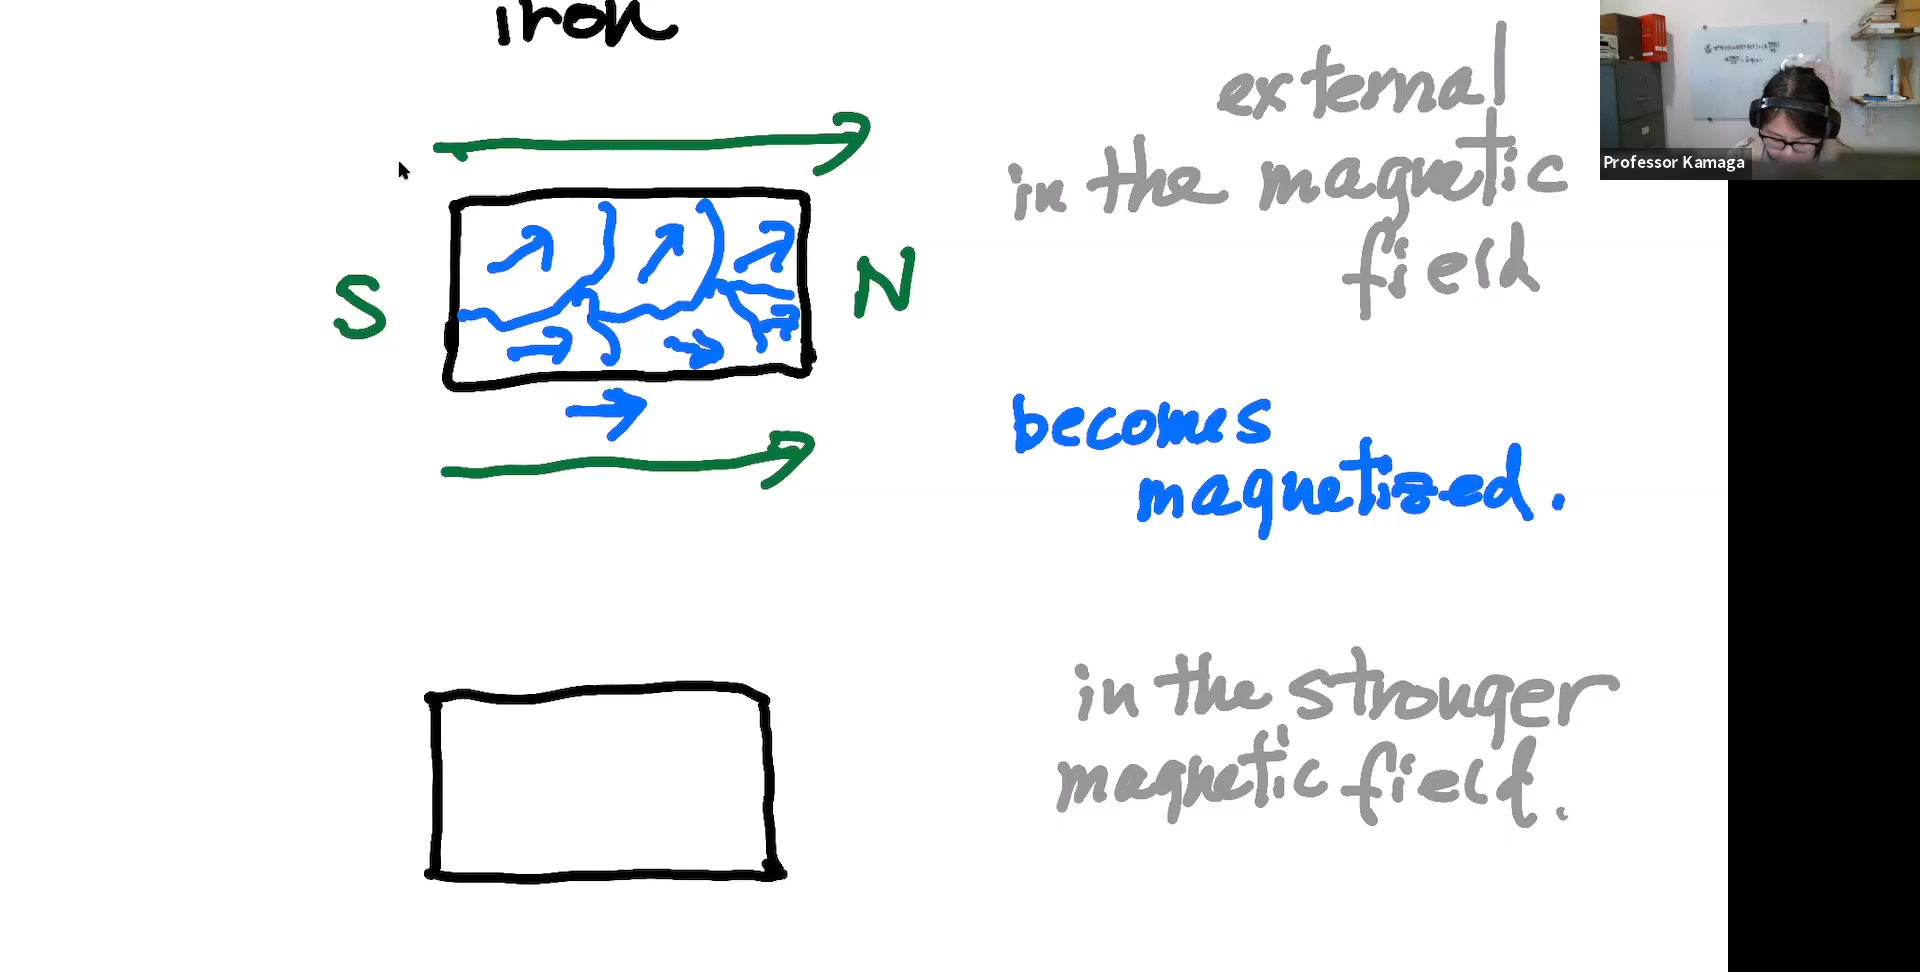 iron
external
in the magnetic
field
S
N
becomes
magnetized.
in the stronger
magnetic field.
Professor Kamaga